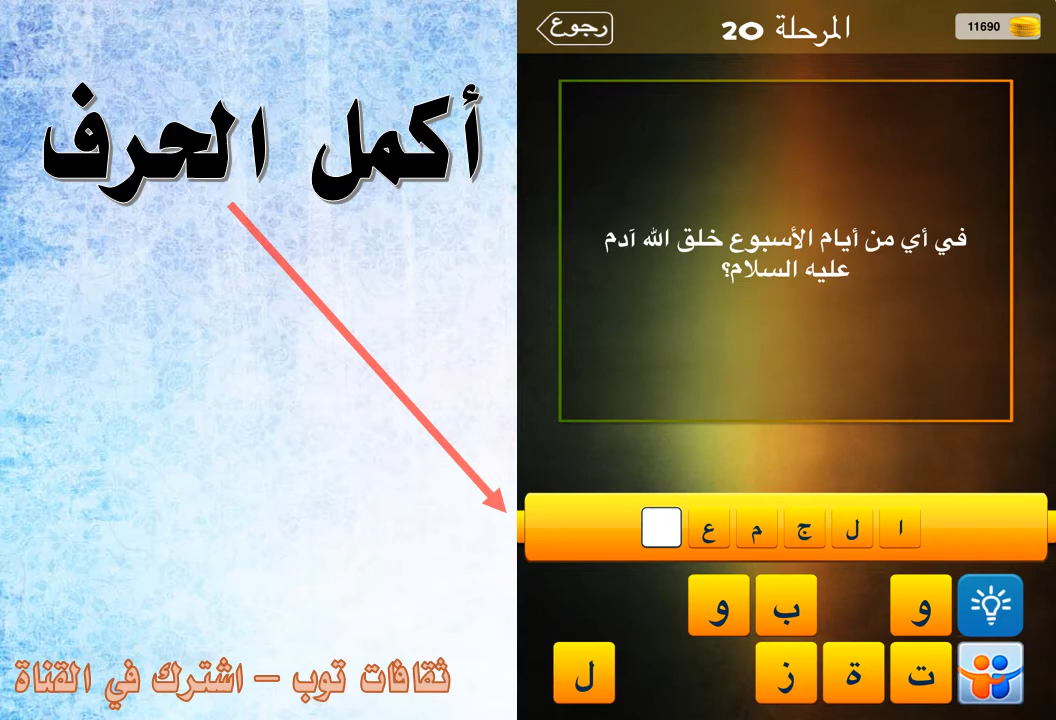 أكمل الحرف
ثقافات توب – اشترك في القناة
رجوع
المرحلة 20
11690
في أي من أيام الأسبوع خلق الله آدم
عليه السلام؟
ا ل ج م ع
و ب و
ت ة ز ل